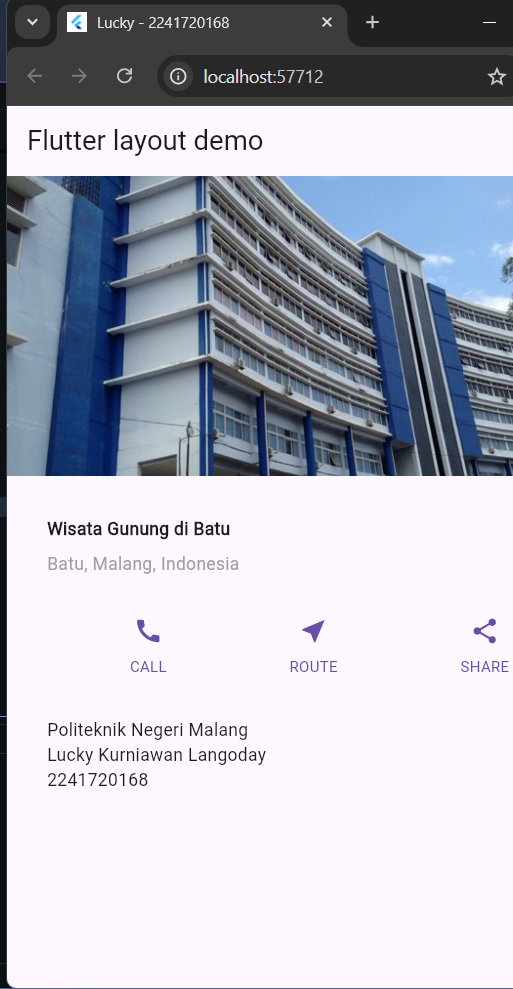 Lucky - 2241720168
localhost:57712
Flutter layout demo
Wisata Gunung di Batu
Batu, Malang, Indonesia
CALL ROUTE SHARE
Politeknik Negeri Malang
Lucky Kurniawan Langoday
2241720168